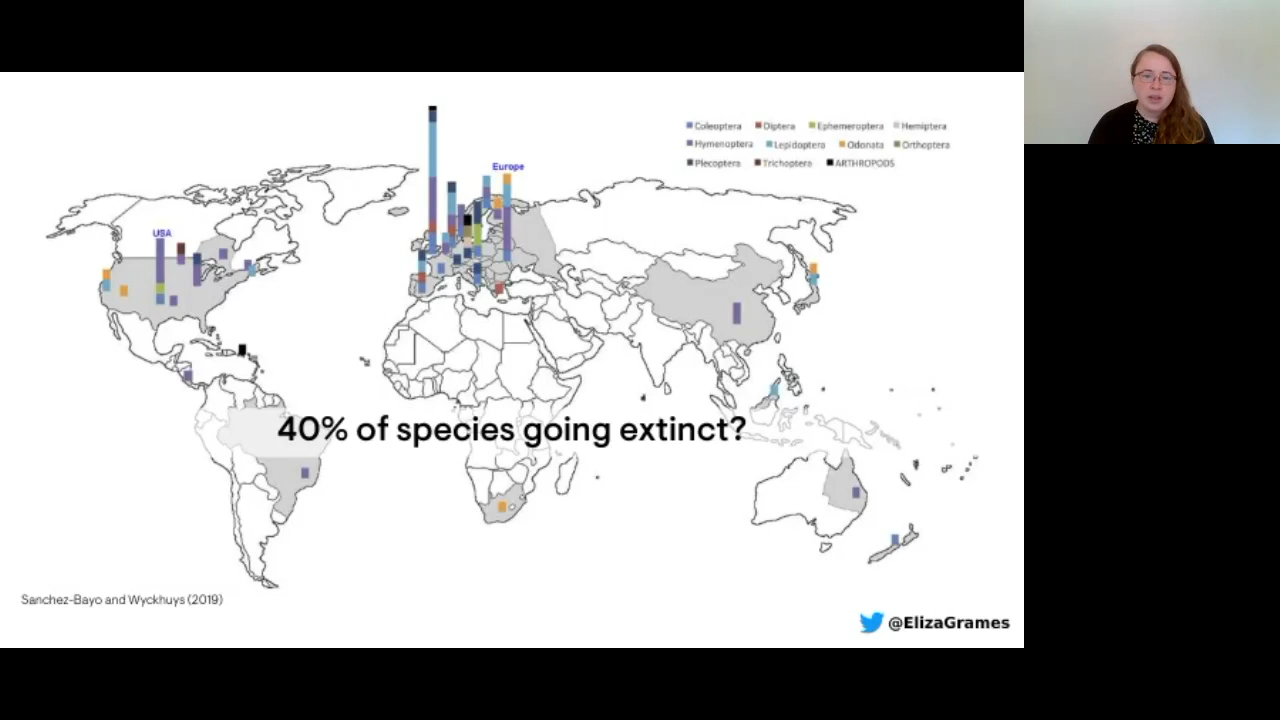 Coleoptera Diptera Ephemeroptera Hemiptera
Hymenoptera Lepidoptera Odonata Orthoptera
Plecoptera Trichoptera ARTHROPODS
Europe
USA
40% of species going extinct?
Sanchez-Bayo and Wyckhuys (2019)
@ElizaGrames